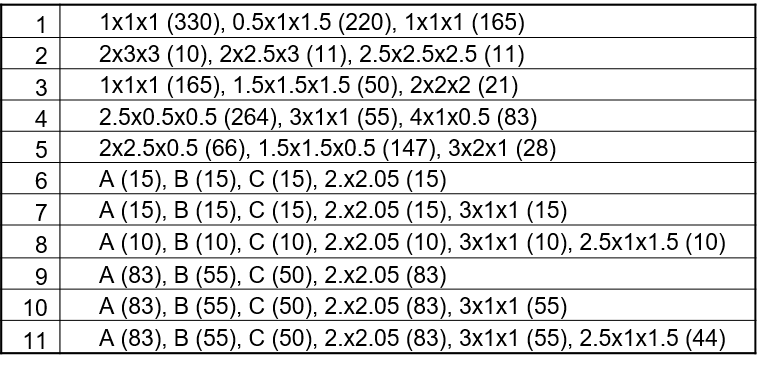 1 1x1x1 (330), 0.5x1x1.5 (220), 1x1x1 (165)
2 2x3x3 (10), 2x2.5x3 (11), 2.5x2.5x2.5 (11)
3 1x1x1 (165), 1.5x1.5x1.5 (50), 2x2x2 (21)
4 2.5x0.5x0.5 (264), 3x1x1 (55), 4x1x0.5 (83)
5 2x2.5x0.5 (66), 1.5x1.5x0.5 (147), 3x2x1 (28)
6 A (15), B (15), C (15), 2.x2.05 (15)
7 A (15), B (15), C (15), 2.x2.05 (15), 3x1x1 (15)
8 A (10), B (10), C (10), 2.x2.05 (10), 3x1x1 (10), 2.5x1x1.5 (10)
9 A (83), B (55), C (50), 2.x2.05 (83)
10 A (83), B (55), C (50), 2.x2.05 (83), 3x1x1 (55)
11 A (83), B (55), C (50), 2.x2.05 (83), 3x1x1 (55), 2.5x1x1.5 (44)